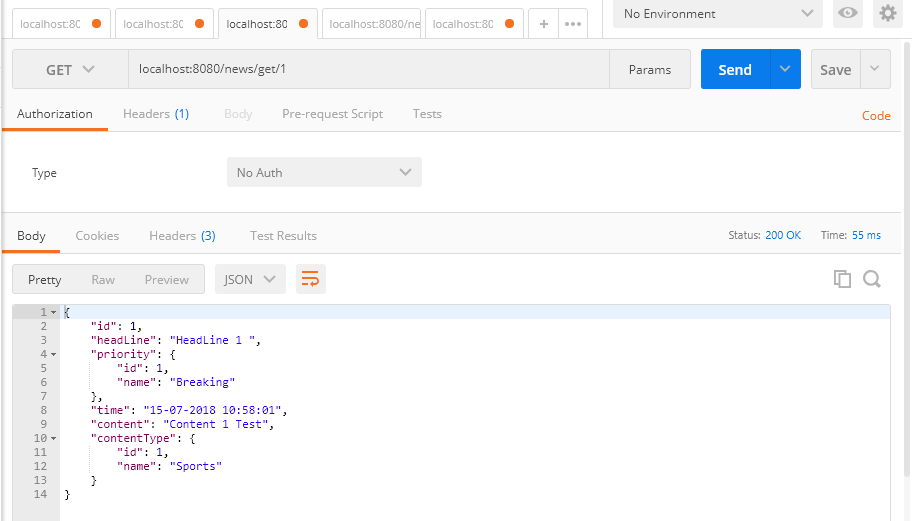 localhost:80 localhost:80 localhost:80 localhost:8080/ne localhost:80 + ••• No Environment
GET localhost:8080/news/get/1 Params Send Save
Authorization Headers (1) Body Pre-request Script Tests Code
Type No Auth
Body Cookies Headers (3) Test Results Status: 200 OK Time: 55 ms
Pretty Raw Preview JSON
1 {
2 "id": 1,
3 "headLine": "HeadLine 1 ",
4 "priority": {
5 "id": 1,
6 "name": "Breaking"
7 },
8 "time": "15-07-2018 10:58:01",
9 "content": "Content 1 Test",
10 "contentType": {
11 "id": 1,
12 "name": "Sports"
13 }
14 }